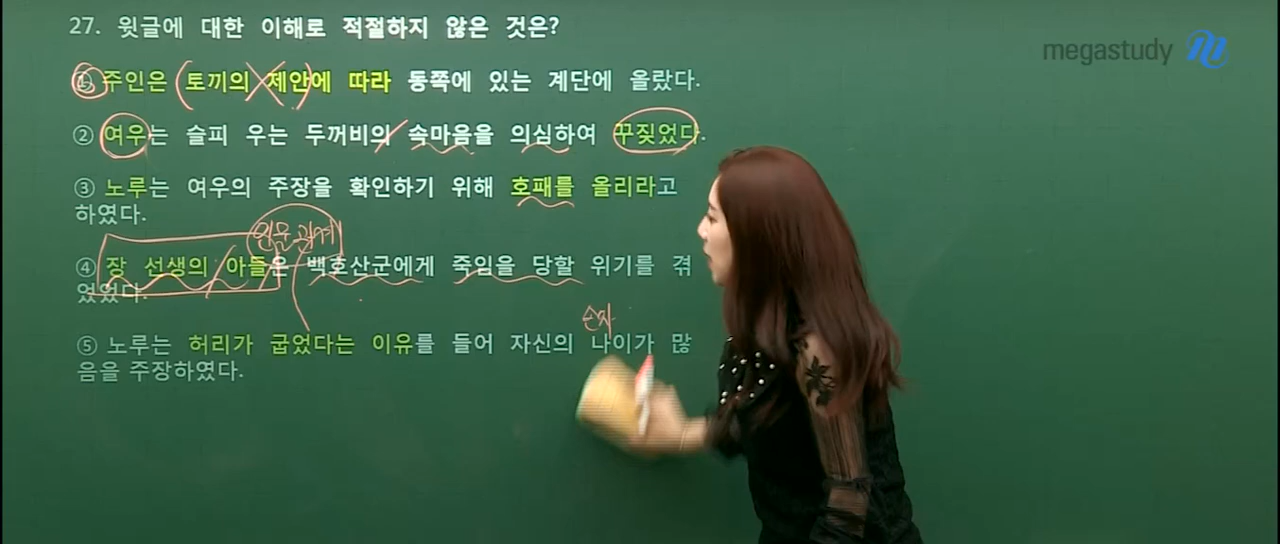 27. 윗글에 대한 이해로 적절하지 않은 것은?
megastudy
① 주인은 (토끼의 제안)에 따라 동쪽에 있는 계단에 올랐다.
② 여우는 슬피 우는 두꺼비의 속마음을 의심하여 꾸짖었다.
③ 노루는 여우의 주장을 확인하기 위해 호패를 올리라고
하였다.
인물관계
④ 장 선생의 아들은 백호산군에게 죽임을 당할 위기를 겪
었었다.
순차
⑤ 노루는 허리가 굽었다는 이유를 들어 자신의 나이가 많
음을 주장하였다.